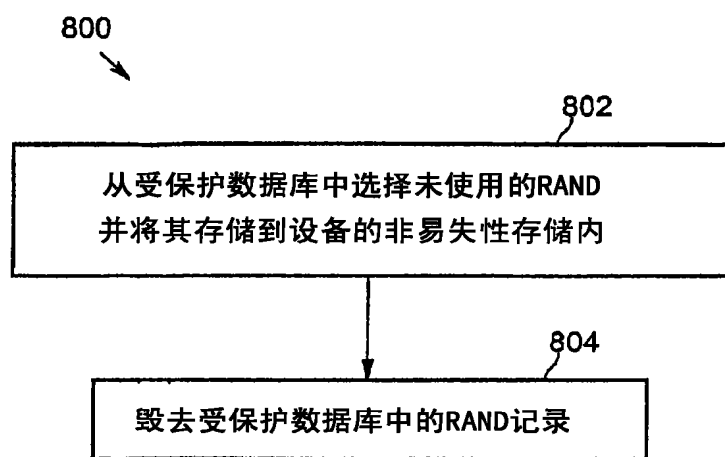 800
802
从受保护数据库中选择未使用的RAND
并将其存储到设备的非易失性存储内
804
毁去受保护数据库中的RAND记录